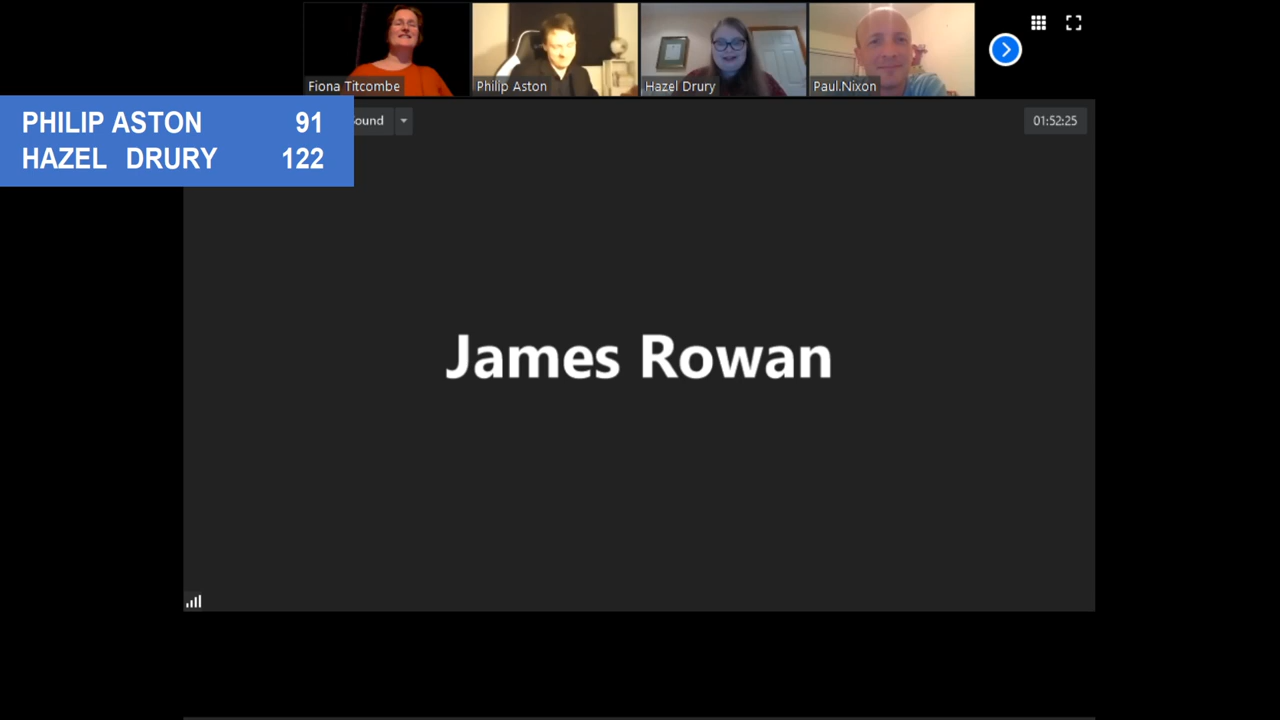 Fiona Titcombe
Philip Aston
Hazel Drury
Paul.Nixon
PHILIP ASTON 91
HAZEL DRURY 122
ound
01:52:25
James Rowan